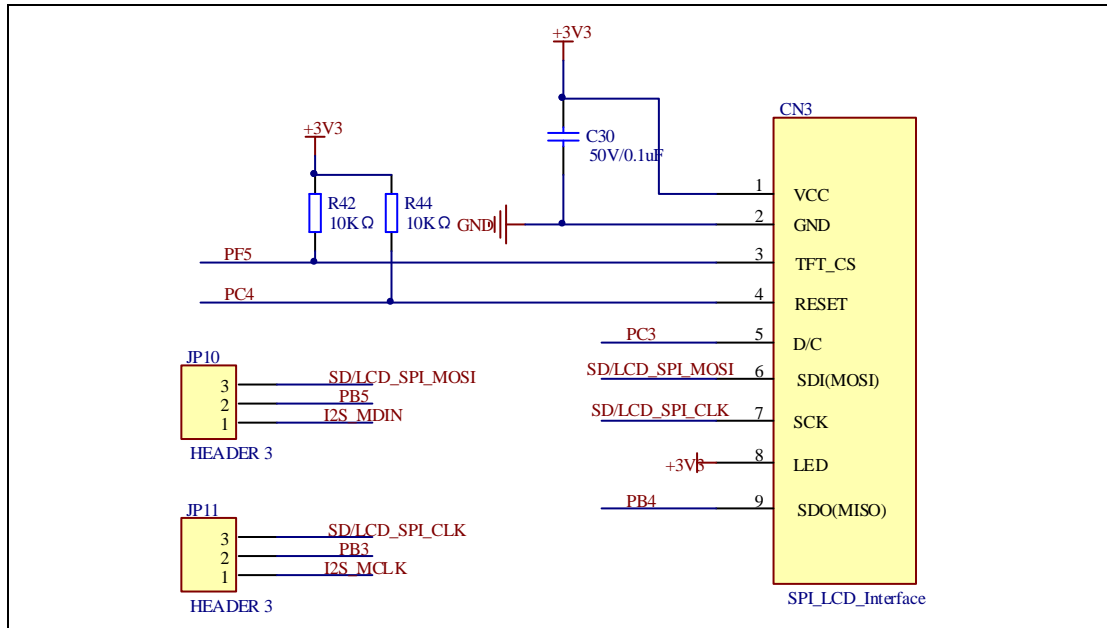 +3V3
CN3
+3V3
C30
50V/0.1uF
1 VCC
R42 R44
10KΩ 10KΩ
GND
2 GND
PF5
3 TFT_CS
PC4
4 RESET
PC3
5 D/C
JP10
SD/LCD_SPI_MOSI
6 SDI(MOSI)
3 SD/LCD_SPI_MOSI
2 PB5
1 I2S_MDIN
HEADER 3
SD/LCD_SPI_CLK
7 SCK
+3V3
8 LED
PB4
9 SDO(MISO)
JP11
3 SD/LCD_SPI_CLK
2 PB3
1 I2S_MCLK
HEADER 3
SPI_LCD_Interface